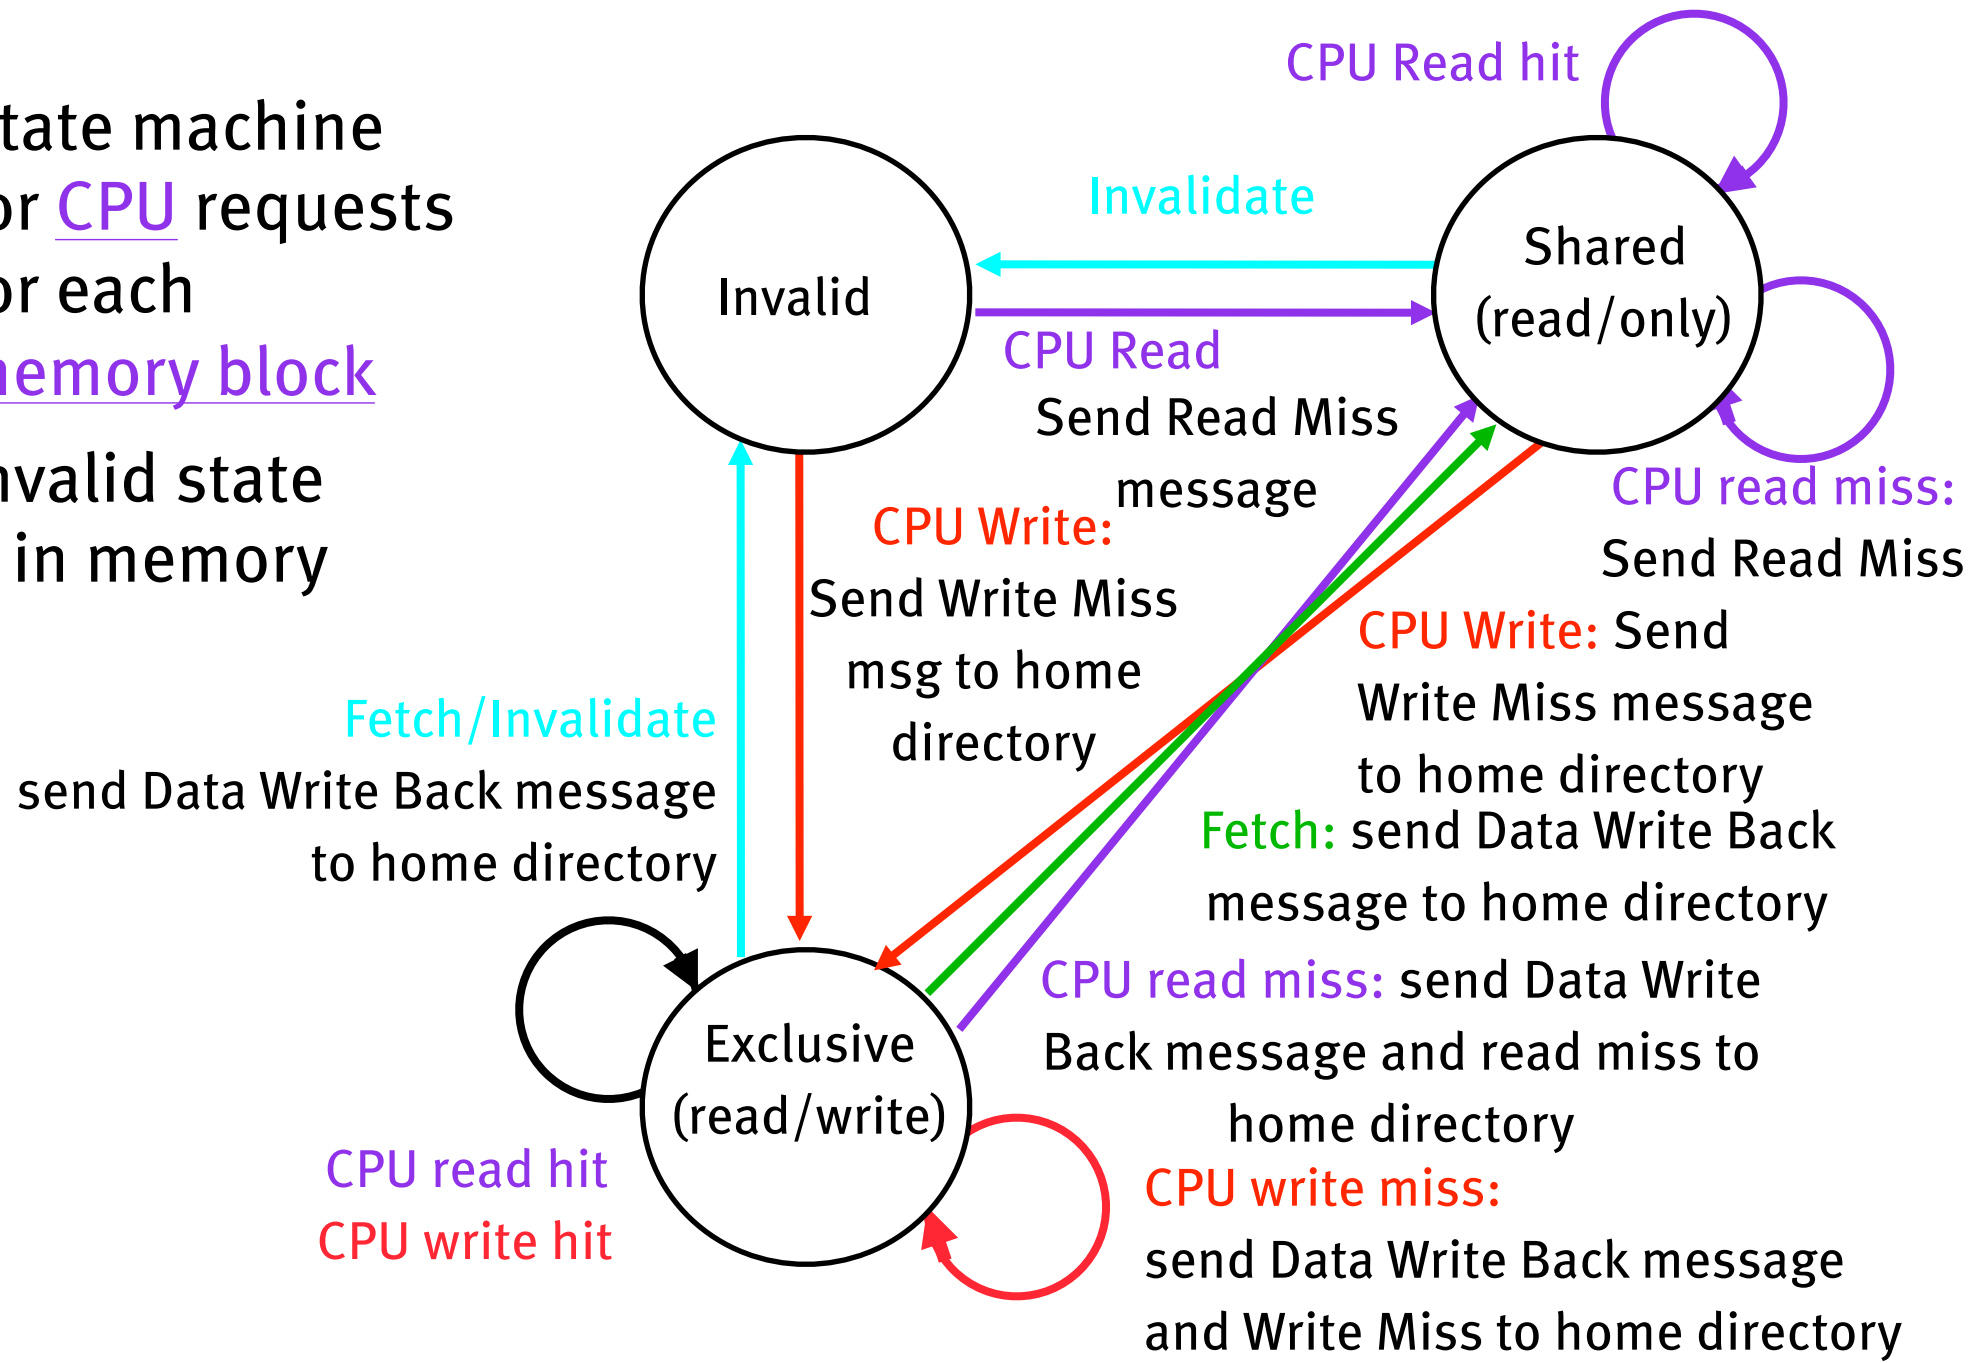 tate machine
or CPU requests
or each
nemory block
nvalid state
in memory
CPU Read hit
Invalidate
Invalid
Shared
(read/only)
CPU Read
Send Read Miss
message
CPU read miss:
Send Read Miss
CPU Write:
Send Write Miss
msg to home
directory
CPU Write: Send
Write Miss message
to home directory
Fetch/Invalidate
send Data Write Back message
to home directory
Fetch: send Data Write Back
message to home directory
CPU read miss: send Data Write
Back message and read miss to
home directory
Exclusive
(read/write)
CPU read hit
CPU write hit
CPU write miss:
send Data Write Back message
and Write Miss to home directory